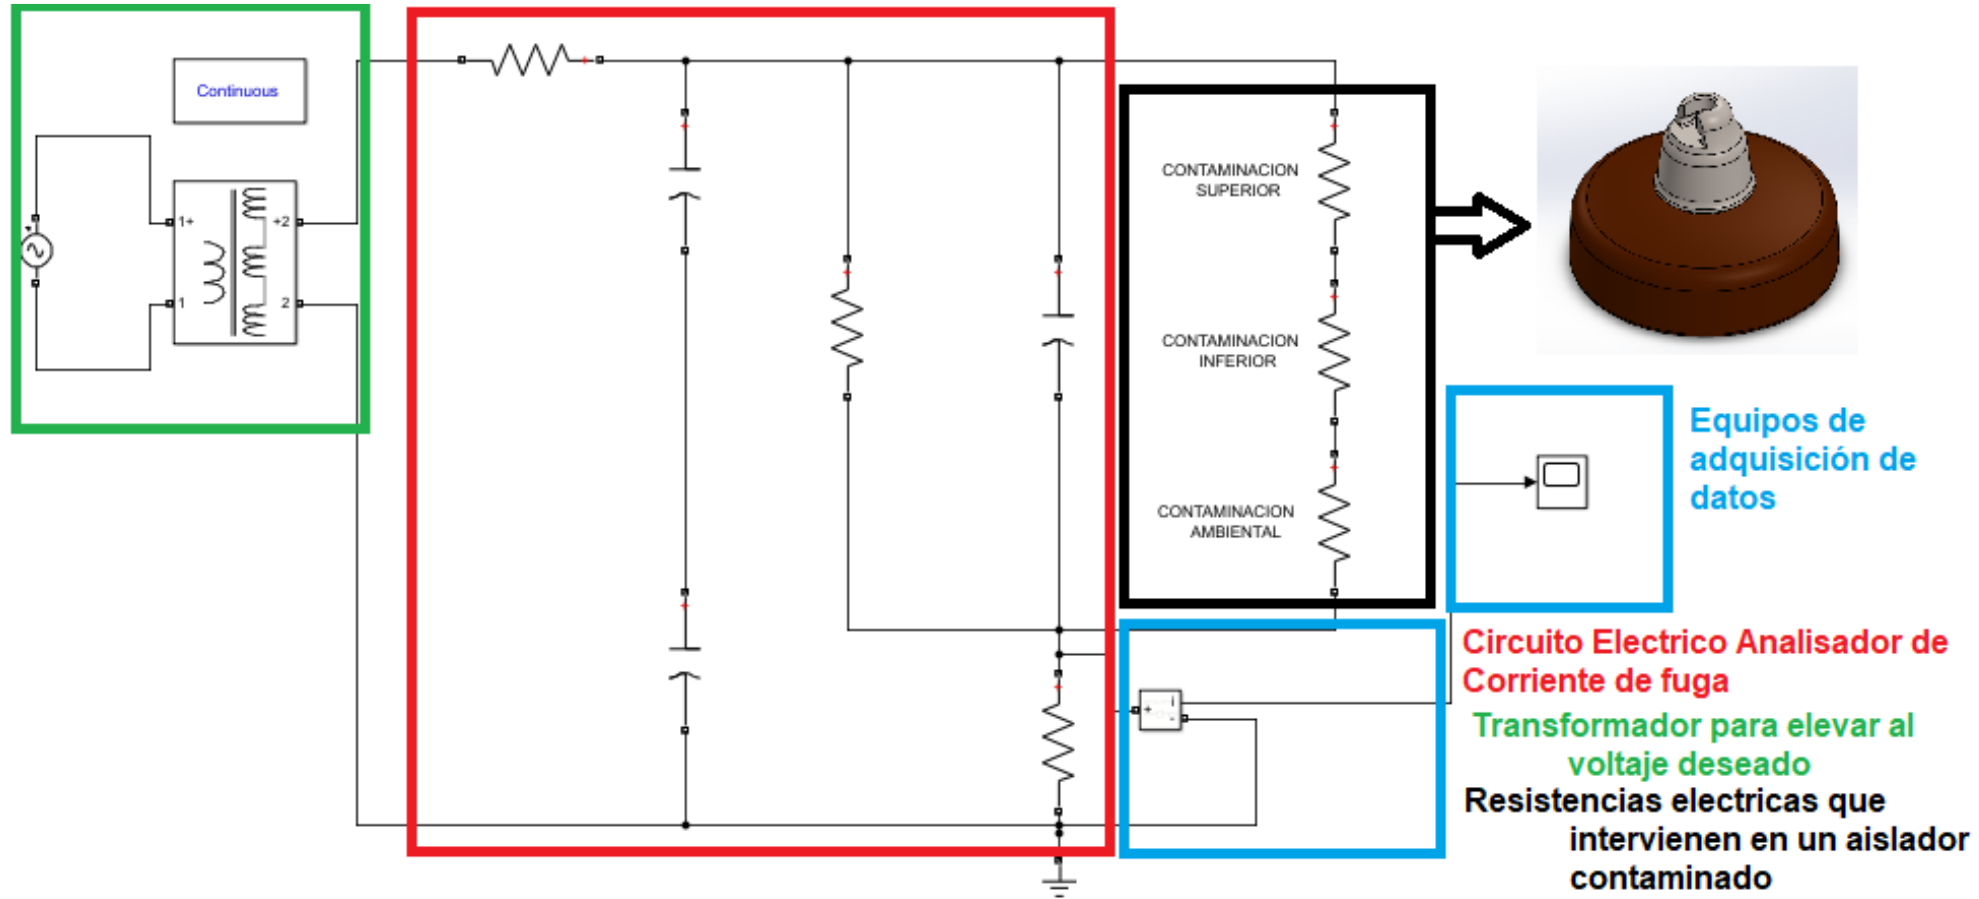 Continuous
1+
+2
1
2
CONTAMINACION
SUPERIOR
CONTAMINACION
INFERIOR
CONTAMINACION
AMBIENTAL
+
i
-
Equipos de
adquisición de
datos
Circuito Electrico Analisador de
Corriente de fuga
Transformador para elevar al
voltaje deseado
Resistencias electricas que
intervienen en un aislador
contaminado